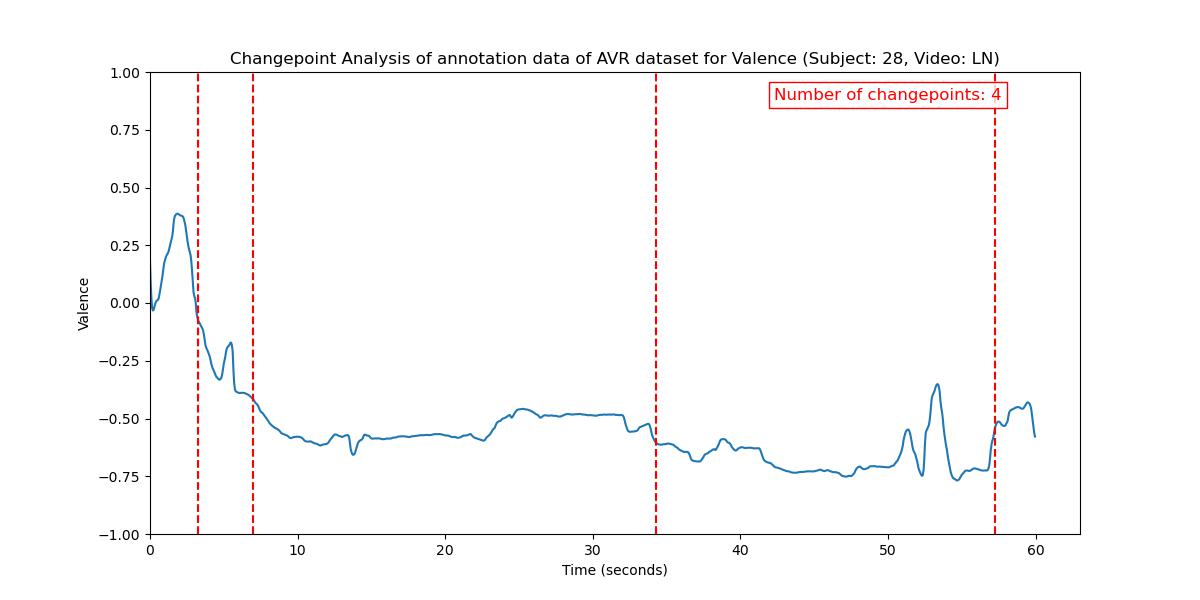 Changepoint Analysis of annotation data of AVR dataset for Valence (Subject: 28, Video: LN)
Number of changepoints: 4
1.00
0.75
0.50
0.25
0.00
−0.25
−0.50
−0.75
−1.00
Valence
0 10 20 30 40 50 60
Time (seconds)